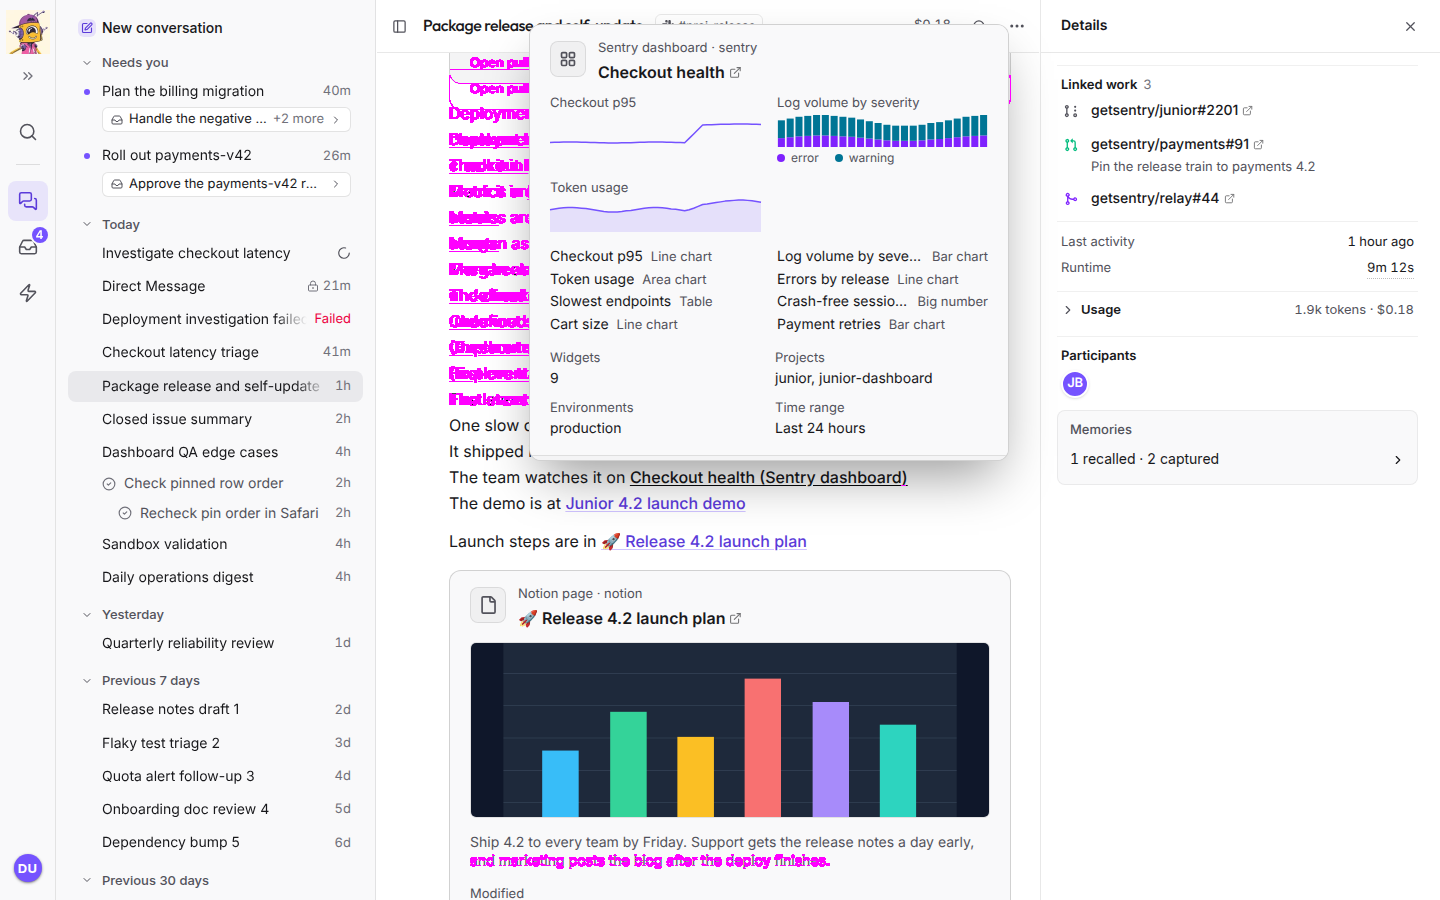 New conversation
Needs you
Plan the billing migration 40m
Handle the negative ... +2 more
Roll out payments-v42 26m
Approve the payments-v42 r...
Today
Investigate checkout latency
Direct Message 21m
Deployment investigation failed Failed
Checkout latency triage 41m
Package release and self-update 1h
Closed issue summary 2h
Dashboard QA edge cases 4h
Check pinned row order 2h
Recheck pin order in Safari 2h
Sandbox validation 4h
Daily operations digest 4h
Yesterday
Quarterly reliability review 1d
Previous 7 days
Release notes draft 1 2d
Flaky test triage 2 3d
Quota alert follow-up 3 4d
Onboarding doc review 4 5d
Dependency bump 5 6d
Previous 30 days
4
DU
Package release and self-update
Open pull
Open pull
Sentry dashboard · sentry
Checkout health
Checkout p95
Log volume by severity
error warning
Token usage
Checkout p95 Line chart
Log volume by seve... Bar chart
Token usage Area chart
Errors by release Line chart
Slowest endpoints Table
Crash-free sessio... Big number
Cart size Line chart
Payment retries Bar chart
Widgets
9
Projects
junior, junior-dashboard
Environments
production
Time range
Last 24 hours
One slow
It shipped
The team watches it on Checkout health (Sentry dashboard)
The demo is at Junior 4.2 launch demo
Launch steps are in 🚀 Release 4.2 launch plan
Notion page · notion
🚀 Release 4.2 launch plan
Ship 4.2 to every team by Friday. Support gets the release notes a day early,
and marketing posts the blog after the deploy finishes.
Modified
Details
Linked work 3
getsentry/junior#2201
getsentry/payments#91
Pin the release train to payments 4.2
getsentry/relay#44
Last activity 1 hour ago
Runtime 9m 12s
Usage 1.9k tokens · $0.18
Participants
JB
Memories
1 recalled · 2 captured